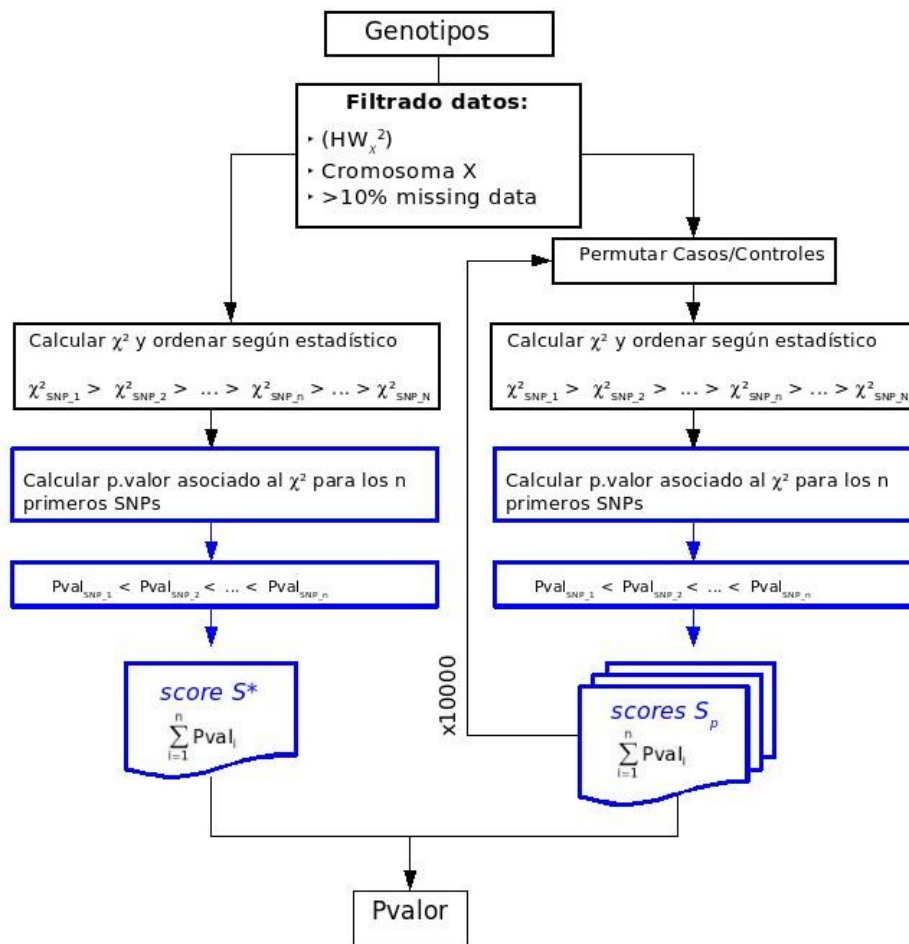 Genotipos
Filtrado datos:
‣ (HWχ²)
‣ Cromosoma X
‣ >10% missing data
Permutar Casos/Controles
Calcular χ² y ordenar según estadístico
χ²SNP_1 > χ²SNP_2 > ... > χ²SNP_n > ... > χ²SNP_N
Calcular χ² y ordenar según estadístico
χ²SNP_1 > χ²SNP_2 > ... > χ²SNP_n > ... > χ²SNP_N
Calcular p.valor asociado al χ² para los n
primeros SNPs
Calcular p.valor asociado al χ² para los n
primeros SNPs
PvalSNP_1 < PvalSNP_2 < ... < PvalSNP_n
PvalSNP_1 < PvalSNP_2 < ... < PvalSNP_n
score S*
n
∑ Pvali
i=1
x10000
scores Sp
n
∑ Pvali
i=1
Pvalor